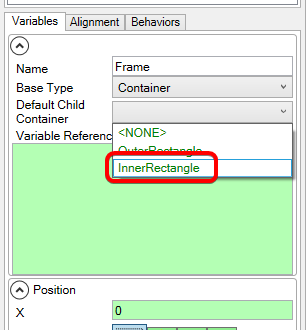 Variables Alignment Behaviors
Name Frame
Base Type Container
Default Child
Container
<NONE>
Variable Referenc
OuterRectangle
InnerRectangle
Position
X 0